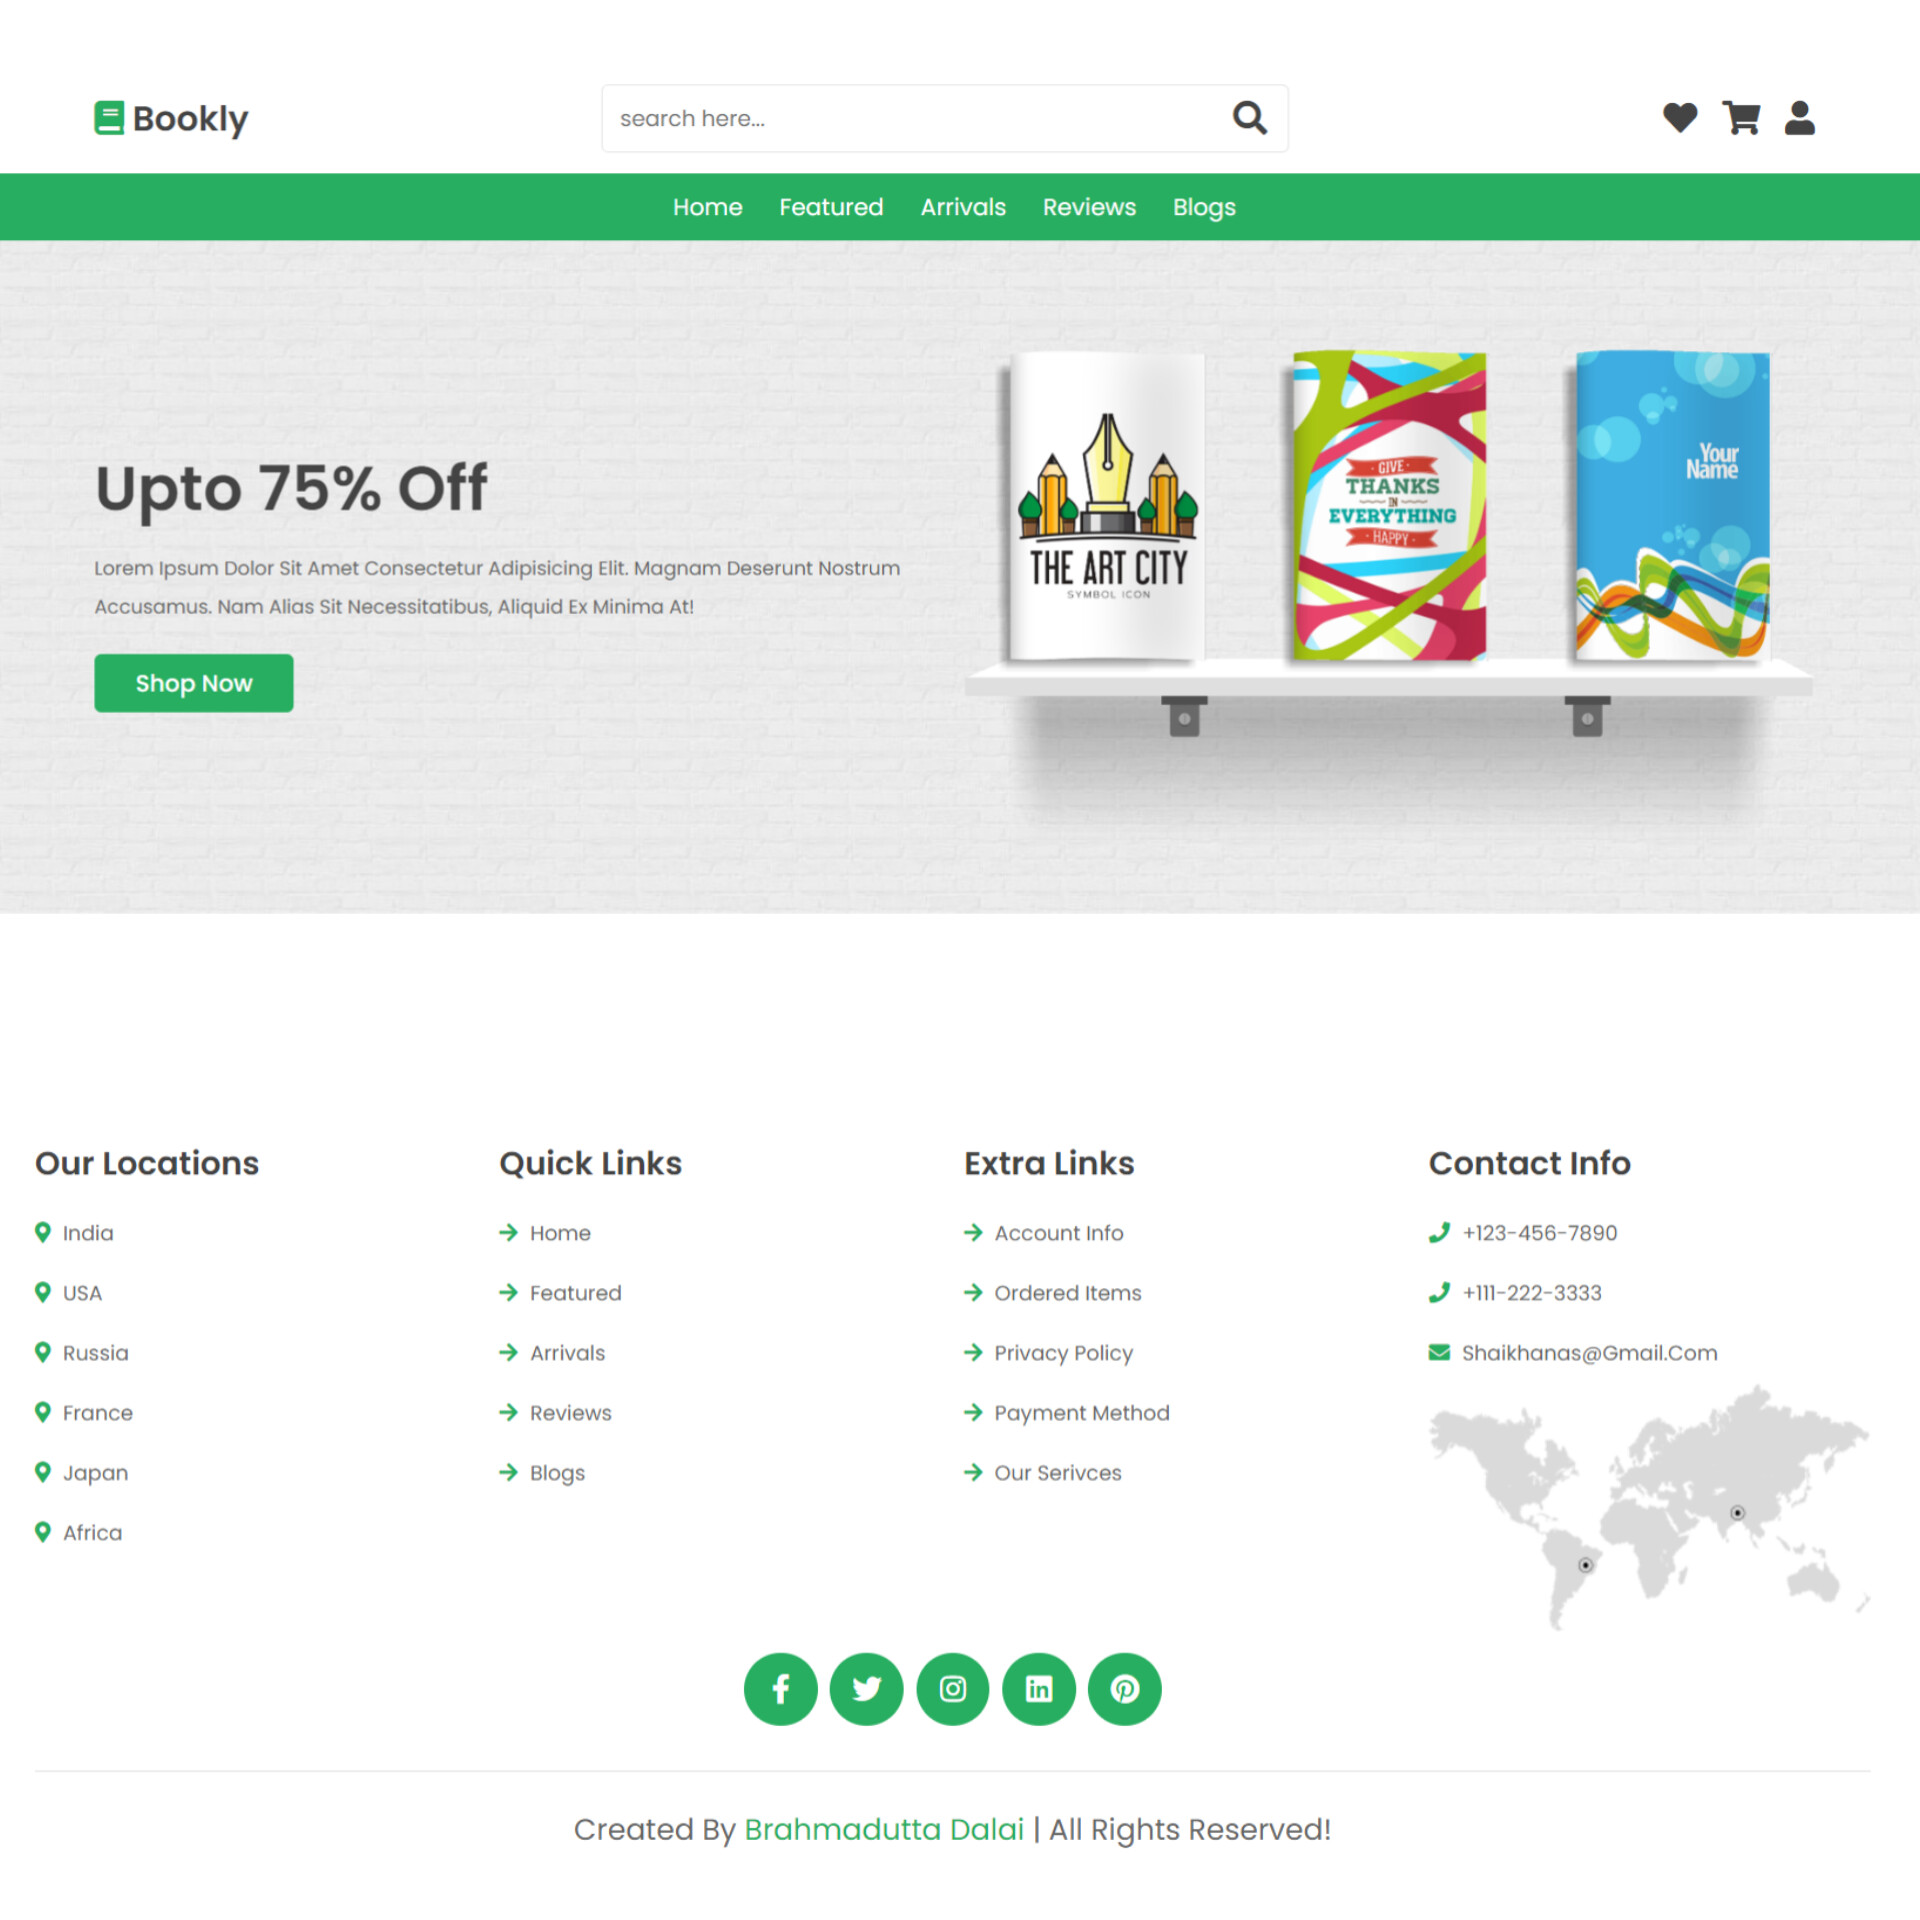 Bookly
search here...
Home Featured Arrivals Reviews Blogs
Upto 75% Off
Lorem Ipsum Dolor Sit Amet Consectetur Adipisicing Elit. Magnam Deserunt Nostrum
Accusamus. Nam Alias Sit Necessitatibus, Aliquid Ex Minima At!
Shop Now
THE ART CITY
SYMBOL ICON
· GIVE ·
THANKS
IN
EVERYTHING
· HAPPY ·
Your
Name
Our Locations
India
USA
Russia
France
Japan
Africa
Quick Links
Home
Featured
Arrivals
Reviews
Blogs
Extra Links
Account Info
Ordered Items
Privacy Policy
Payment Method
Our Serivces
Contact Info
+123-456-7890
+111-222-3333
Shaikhanas@Gmail.Com
Created By Brahmadutta Dalai | All Rights Reserved!